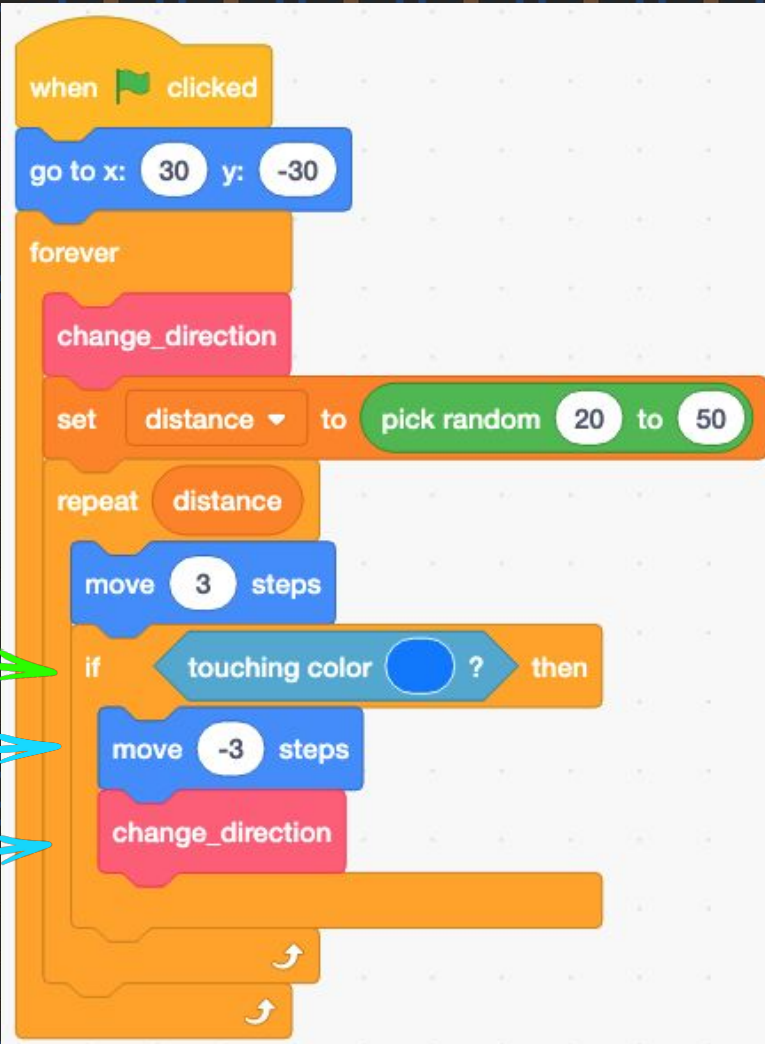 when clicked
go to x: 30 y: -30
forever
change_direction
set distance to pick random 20 to 50
repeat distance
move 3 steps
if touching color ? then
move -3 steps
change_direction